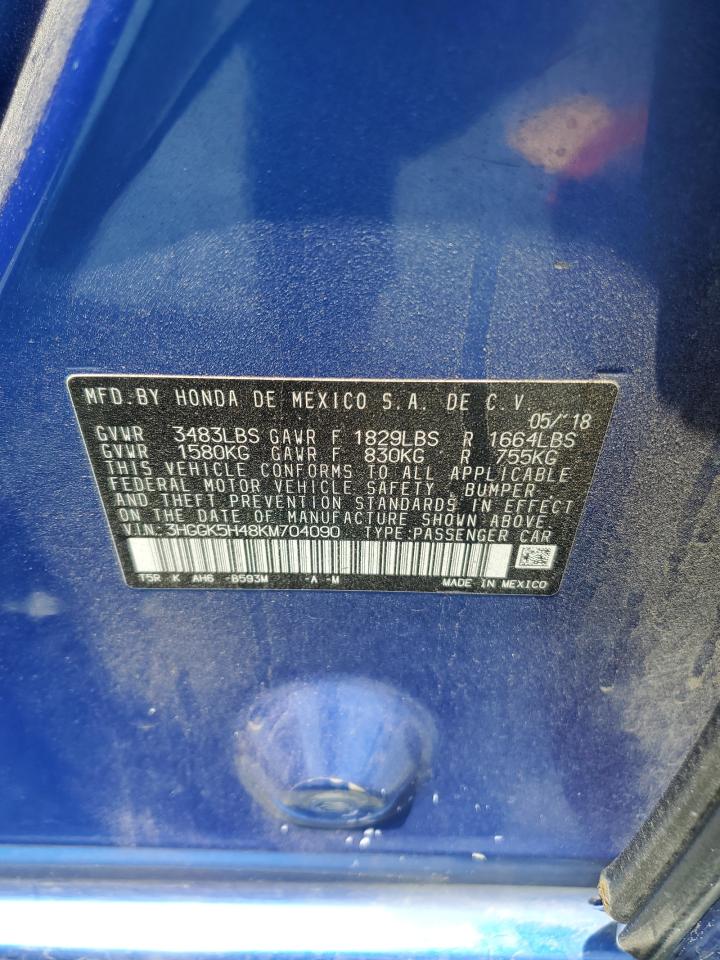 MFD.BY HONDA DE MEXICO S.A. DE C.V.
05/'18
GVWR 3483LBS GAWR F 1829LBS R 1664LBS
GVWR 1580KG GAWR F 830KG R 755KG
THIS VEHICLE CONFORMS TO ALL APPLICABLE
FEDERAL MOTOR VEHICLE SAFETY, BUMPER,
AND THEFT PREVENTION STANDARDS IN EFFECT
ON THE DATE OF MANUFACTURE SHOWN ABOVE.
V.I.N.: 3HGGK5H48KM704090 TYPE:PASSENGER CAR
T5R K AH6 -B593M -A -M MADE IN MEXICO